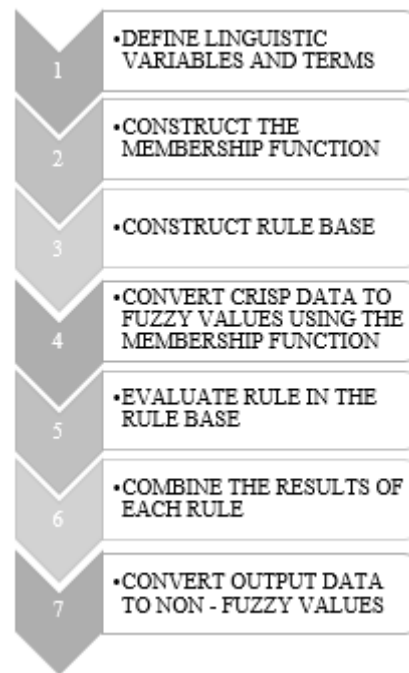 1
•DEFINE LINGUISTIC
VARIABLES AND TERMS
2
•CONSTRUCT THE
MEMBERSHIP FUNCTION
3
•CONSTRUCT RULE BASE
4
•CONVERT CRISP DATA TO
FUZZY VALUES USING THE
MEMBERSHIP FUNCTION
5
•EVALUATE RULE IN THE
RULE BASE
6
•COMBINE THE RESULTS OF
EACH RULE
7
•CONVERT OUTPUT DATA
TO NON - FUZZY VALUES